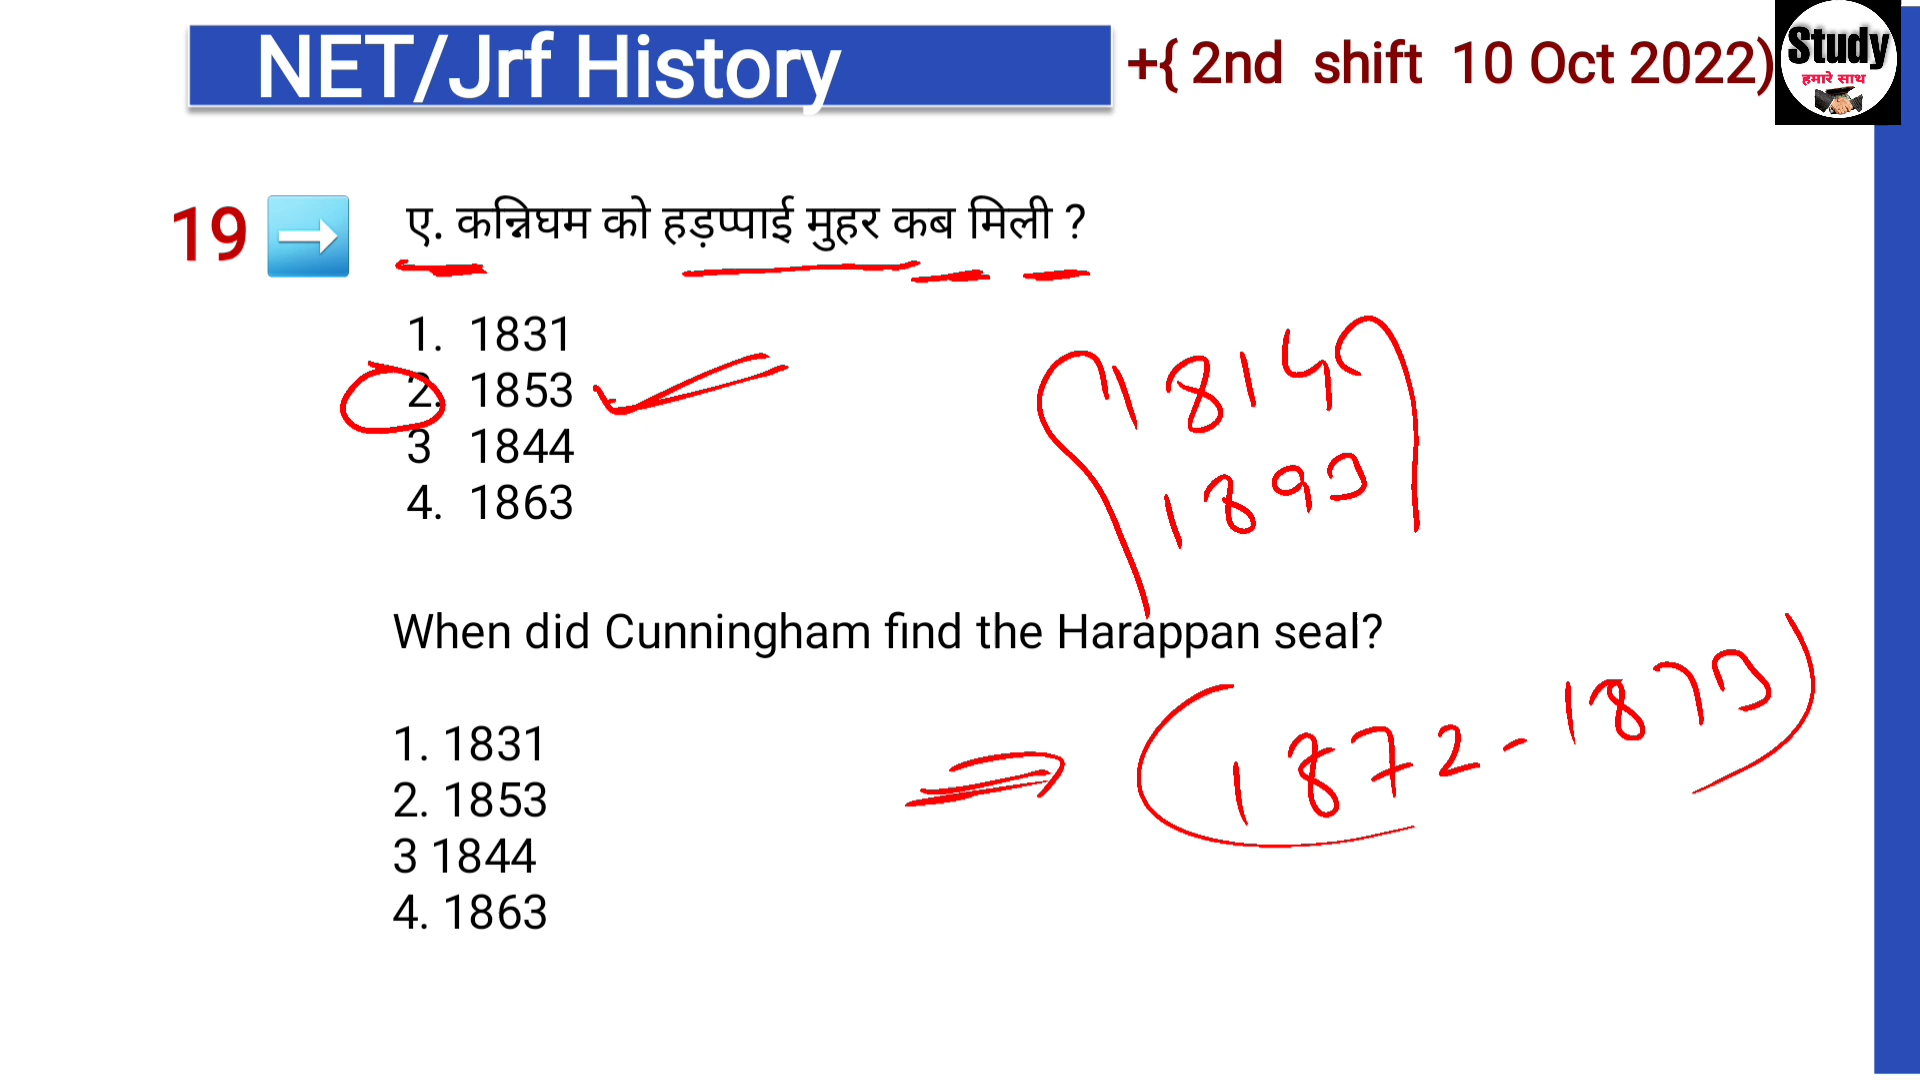 NET/Jrf History
+{ 2nd shift 10 Oct 2022)
Study
हमारे साथ
19
ए. कन्निघम को हड़प्पाई मुहर कब मिली ?
1. 1831
2. 1853
3 1844
4. 1863
1814
1893
When did Cunningham find the Harappan seal?
1. 1831
2. 1853
3 1844
4. 1863
1872-1873